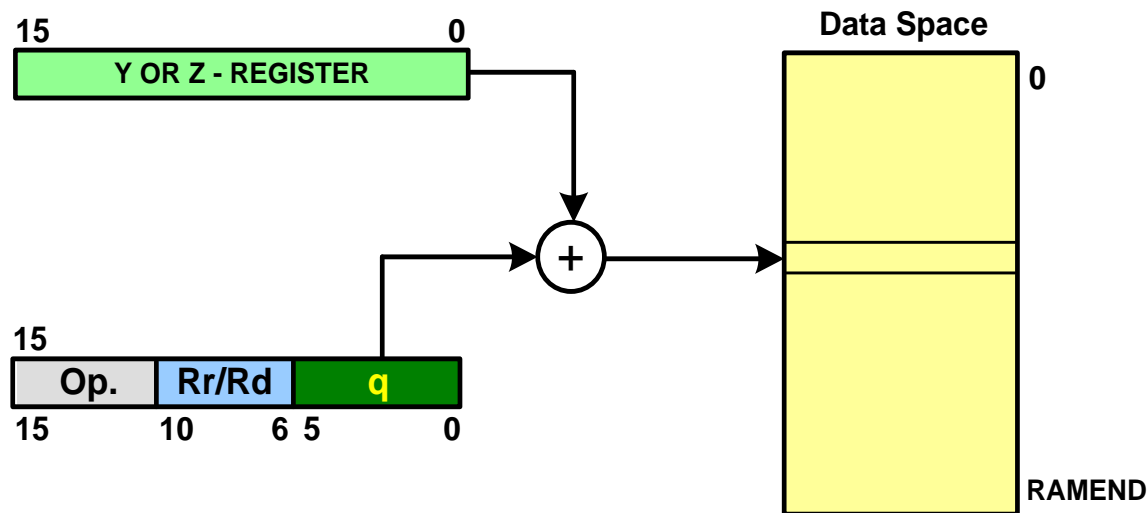 15 0
Data Space
Y OR Z - REGISTER
0
+
15
Op. Rr/Rd q
15 10 6 5 0
RAMEND